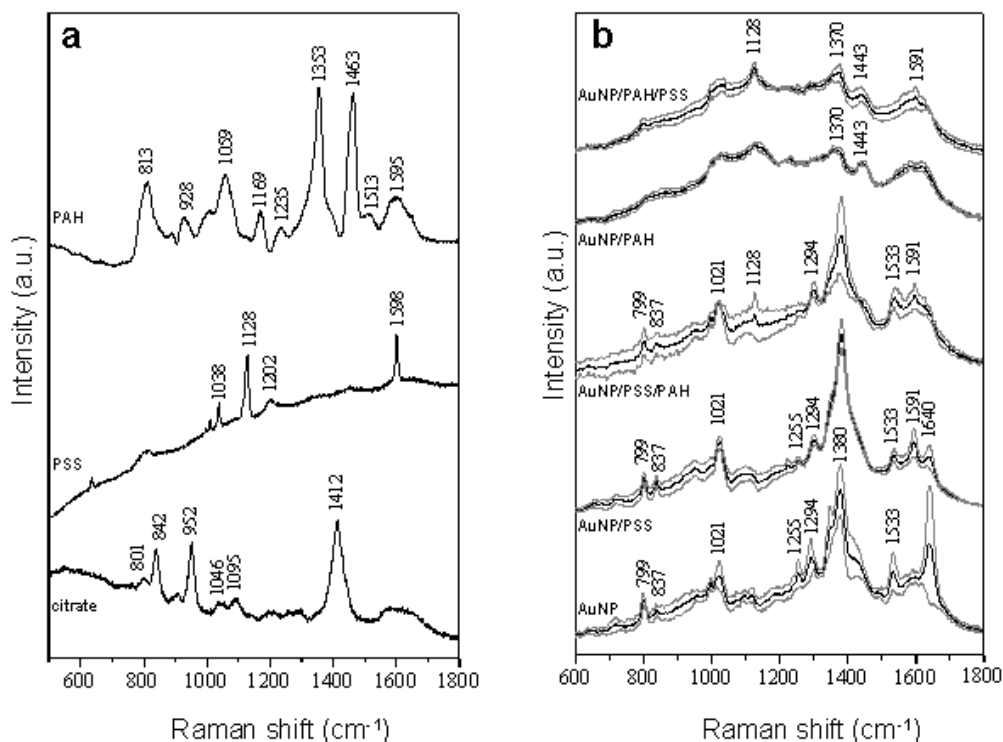 a
Intensity (a.u.)
1353
1463
1059
813
928
1169
1235
1513
1595
PAH
1598
1128
1038
1202
PSS
1412
952
842
801
1046
1095
citrate
600 800 1000 1200 1400 1600 1800
Raman shift (cm-1)
b
Intensity (a.u.)
1128
1370
1443
1591
AuNP/PAH/PSS
1370
1443
AuNP/PAH
799
837
1021
1128
1294
1533
1591
AuNP/PSS/PAH
799
837
1021
1255
1294
1380
1533
1591
1640
AuNP/PSS
799
837
1021
1255
1294
1533
AuNP
600 800 1000 1200 1400 1600 1800
Raman shift (cm-1)